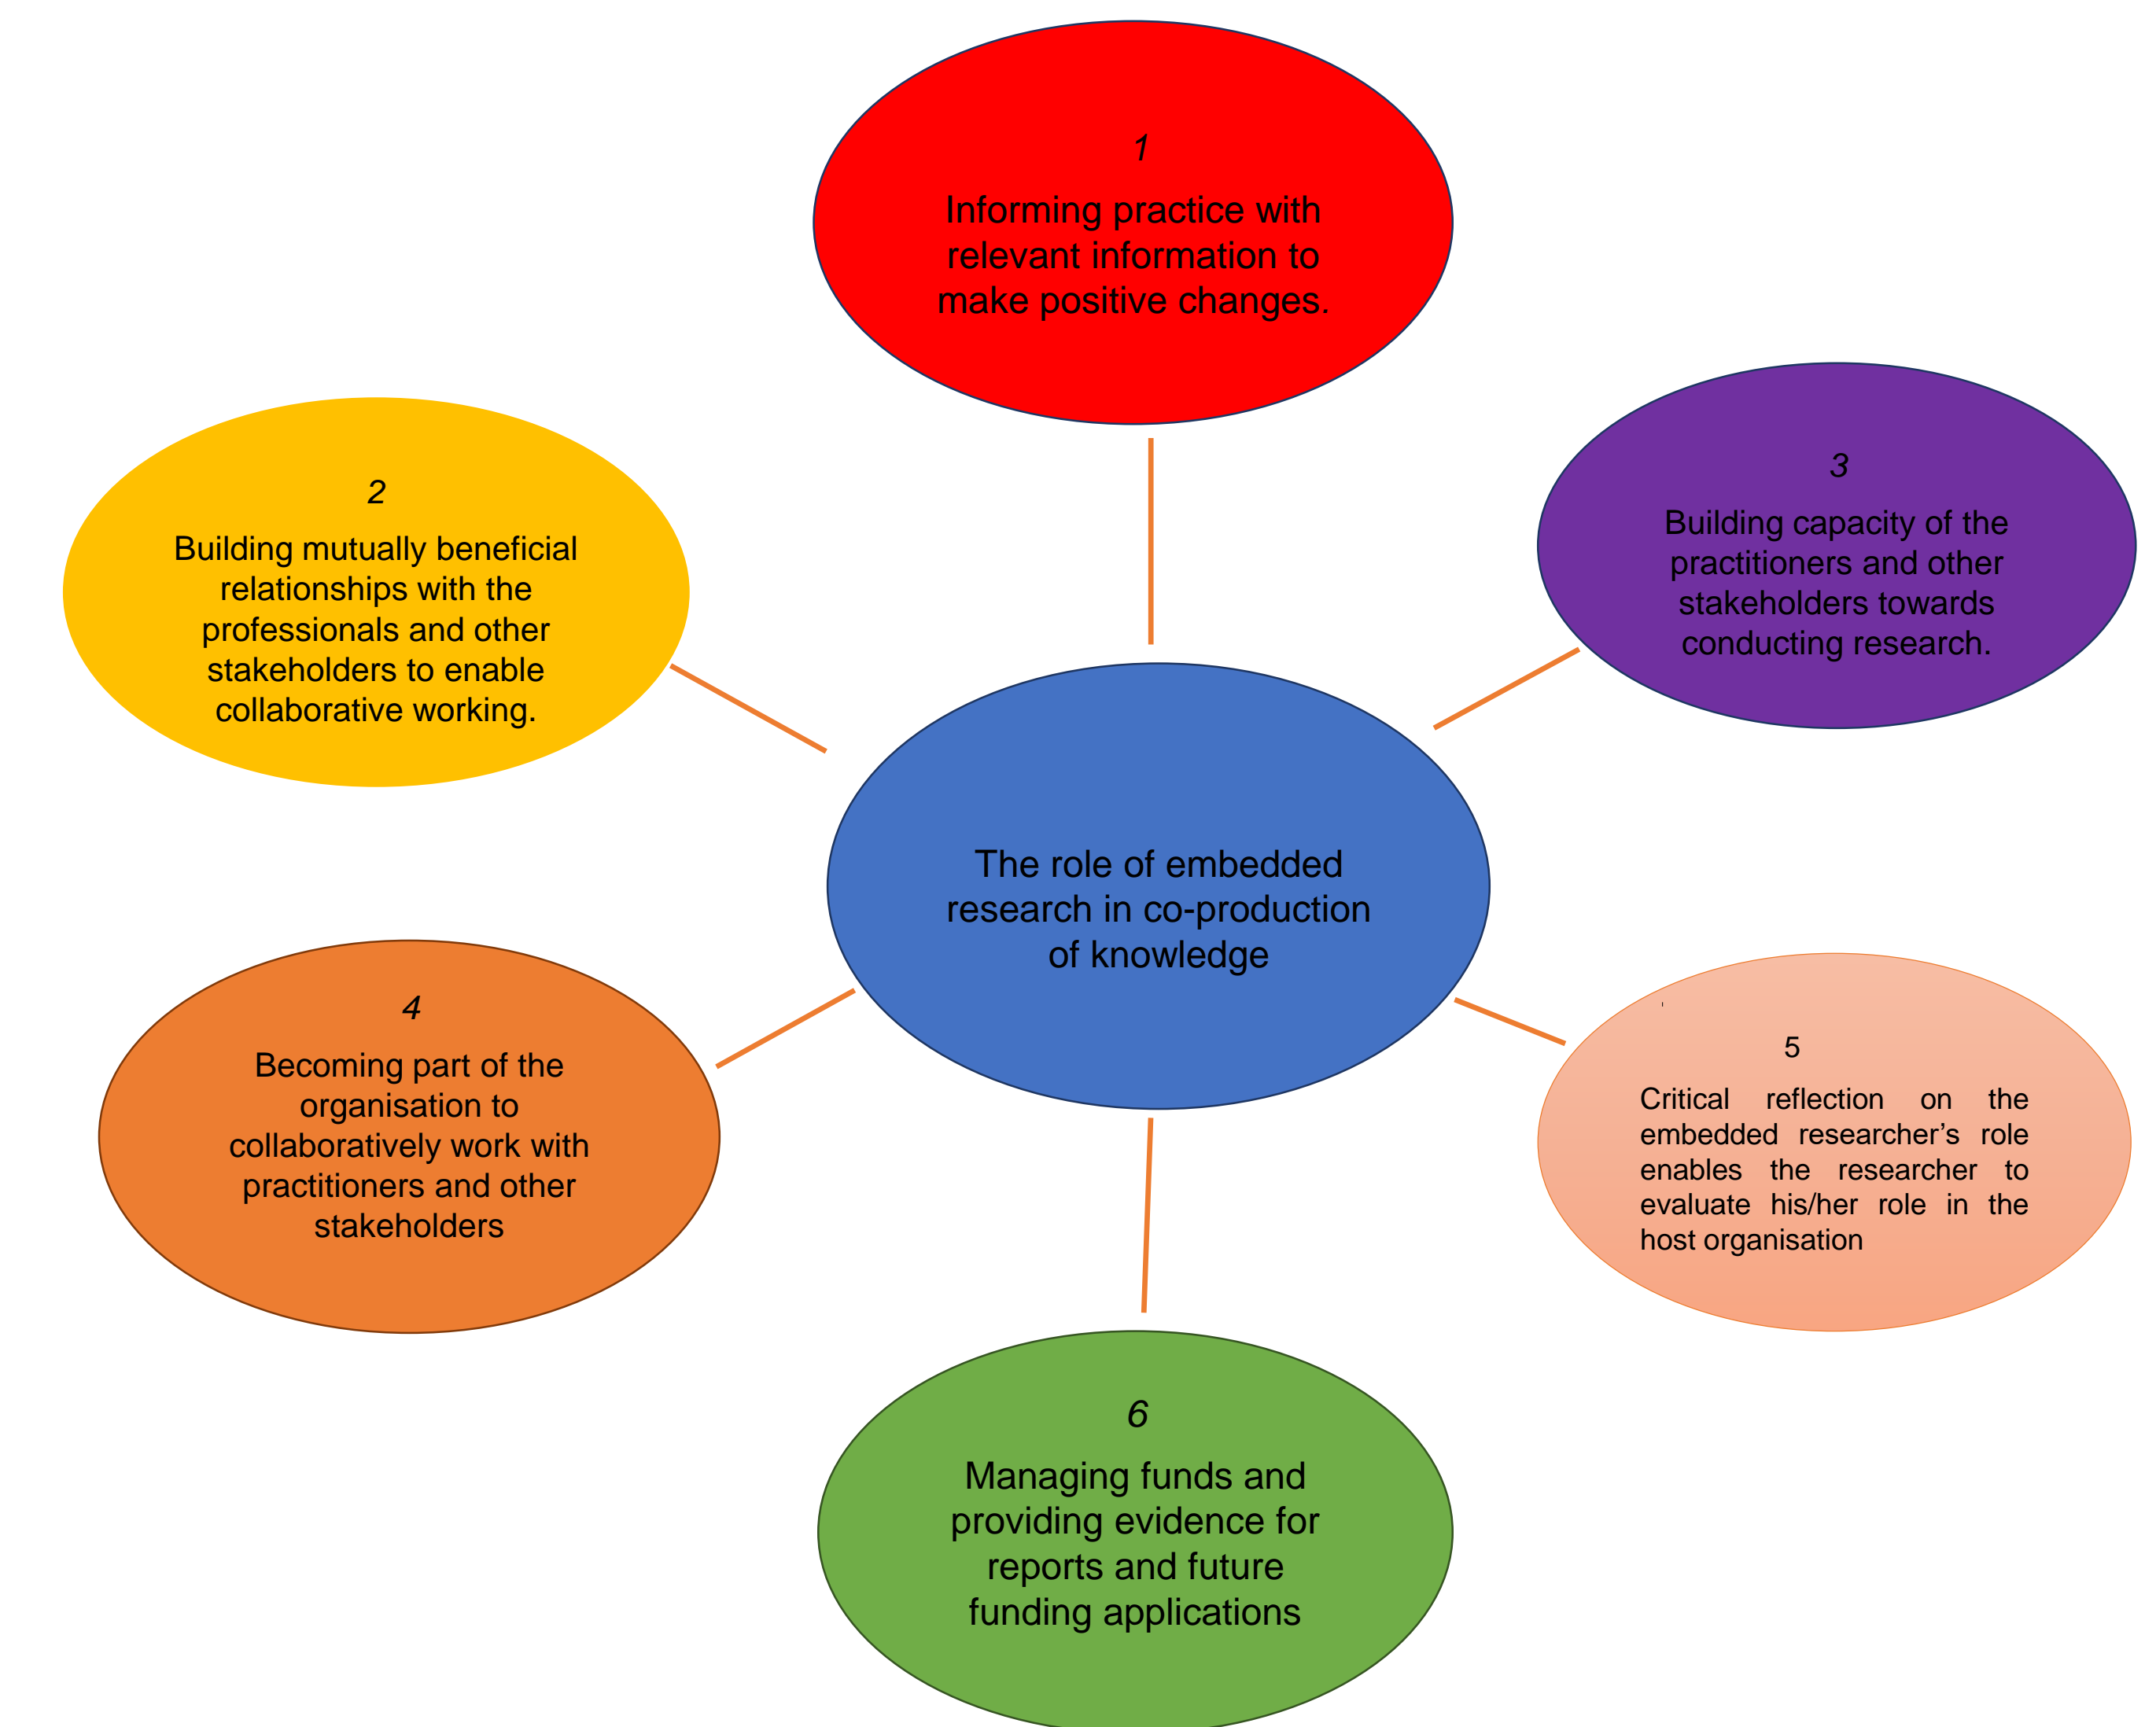 1
Informing practice with
relevant information to
make positive changes.
2
Building mutually beneficial
relationships with the
professionals and other
stakeholders to enable
collaborative working.
3
Building capacity of the
practitioners and other
stakeholders towards
conducting research.
The role of embedded
research in co-production
of knowledge
4
Becoming part of the
organisation to
collaboratively work with
practitioners and other
stakeholders
5
Critical reflection on the
embedded researcher’s role
enables the researcher to
evaluate his/her role in the
host organisation
6
Managing funds and
providing evidence for
reports and future
funding applications